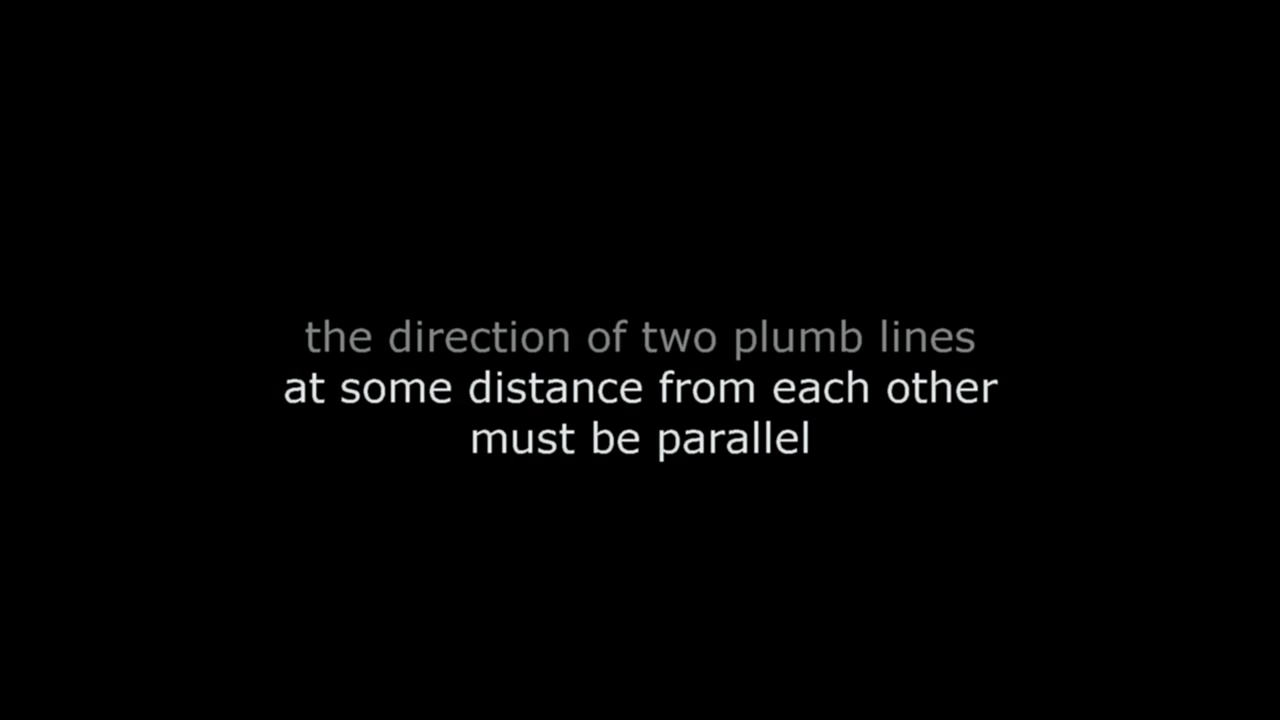 the direction of two plumb lines
at some distance from each other
must be parallel